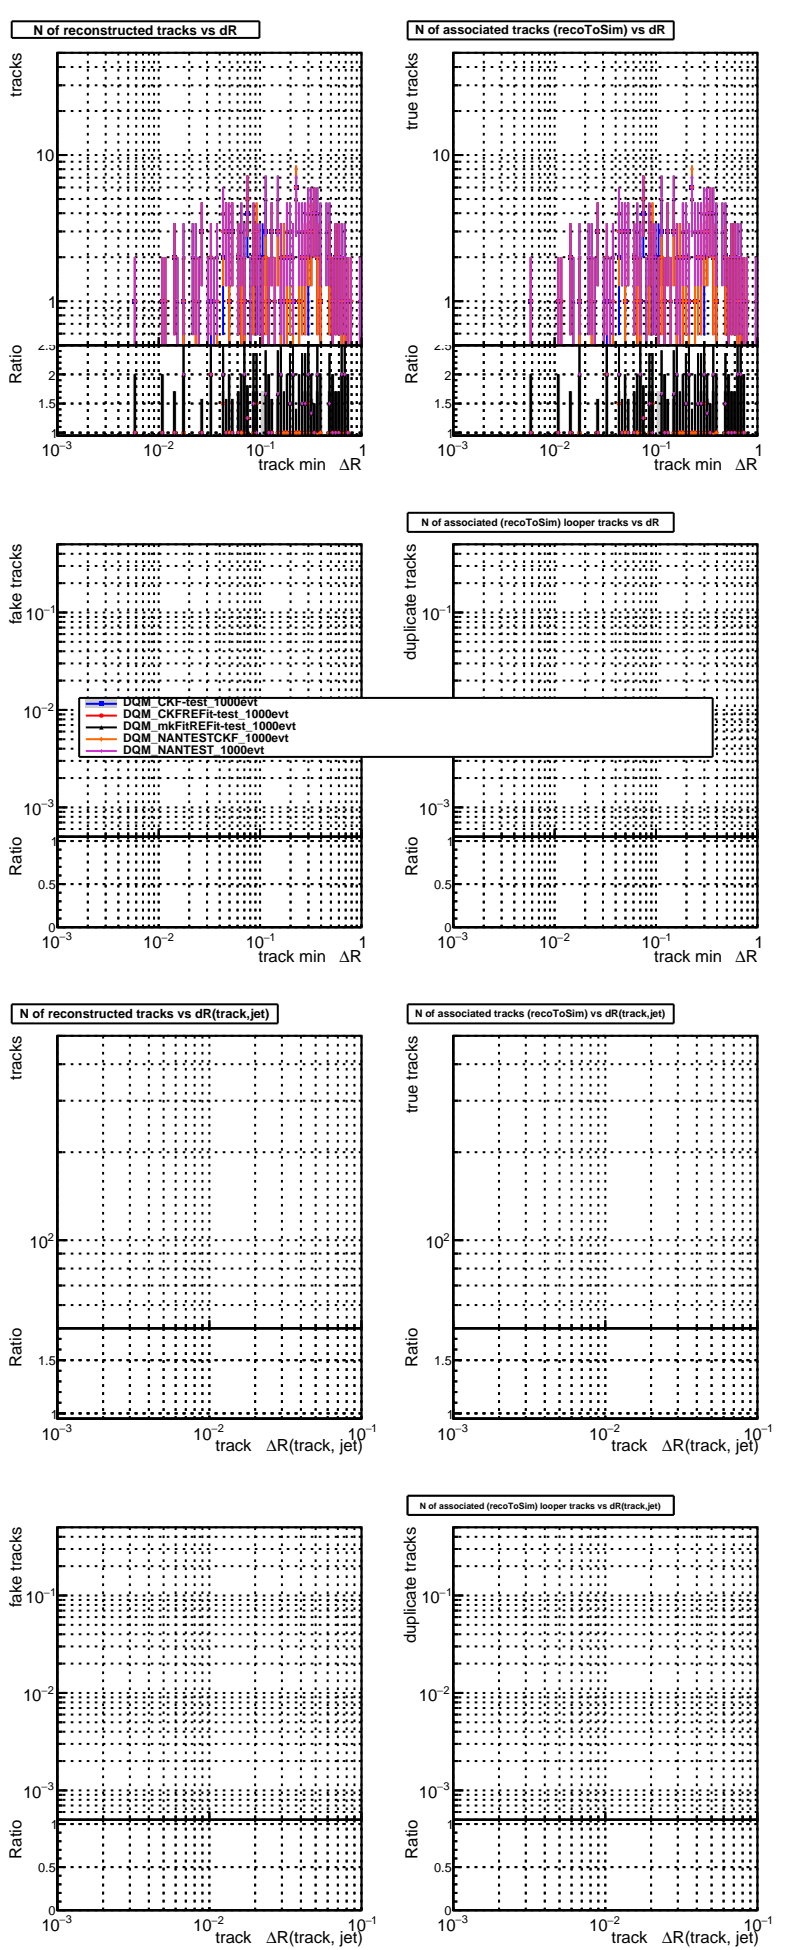 N of reconstructed tracks vs dR
N of associated tracks (recoToSim) vs dR
tracks
10
1
Ratio
2.5
2
1.5
1
10⁻³
10⁻²
10⁻¹
1
track min ΔR
true tracks
10
1
Ratio
2.5
2
1.5
1
10⁻³
10⁻²
10⁻¹
1
track min ΔR
N of associated (recoToSim) looper tracks vs dR
fake tracks
10⁻¹
10⁻²
10⁻³
Ratio
1
0.5
0
10⁻³
10⁻²
10⁻¹
1
track min ΔR
duplicate tracks
10⁻¹
10⁻³
Ratio
1
0.5
0
10⁻³
10⁻²
10⁻¹
1
track min ΔR
DQM_CKF-test_1000evt
DQM_CKFREFit-test_1000evt
DQM_mkFitREFit-test_1000evt
DQM_NANTESTCKF_1000evt
DQM_NANTEST_1000evt
N of reconstructed tracks vs dR(track,jet)
N of associated tracks (recoToSim) vs dR(track,jet)
tracks
10²
Ratio
1.5
1
10⁻³
10⁻²
10⁻¹
track ΔR(track, jet)
true tracks
10²
Ratio
1.5
1
10⁻³
10⁻²
10⁻¹
track ΔR(track, jet)
N of associated (recoToSim) looper tracks vs dR(track,jet)
fake tracks
10⁻¹
10⁻²
10⁻³
Ratio
1
0.5
0
10⁻³
10⁻²
10⁻¹
track ΔR(track, jet)
duplicate tracks
10⁻¹
10⁻²
10⁻³
Ratio
1
0.5
0
10⁻³
10⁻²
10⁻¹
track ΔR(track, jet)